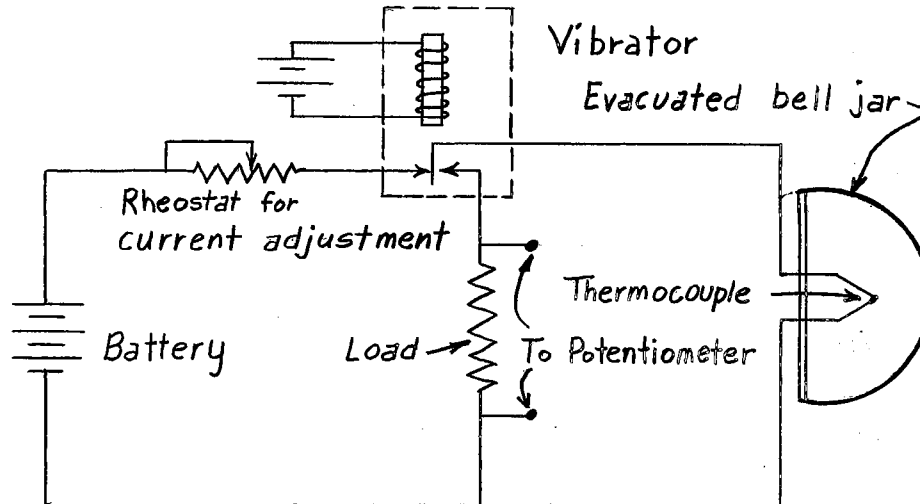 Vibrator
Evacuated bell jar
Rheostat for
current adjustment
Thermocouple
Battery
Load
To Potentiometer